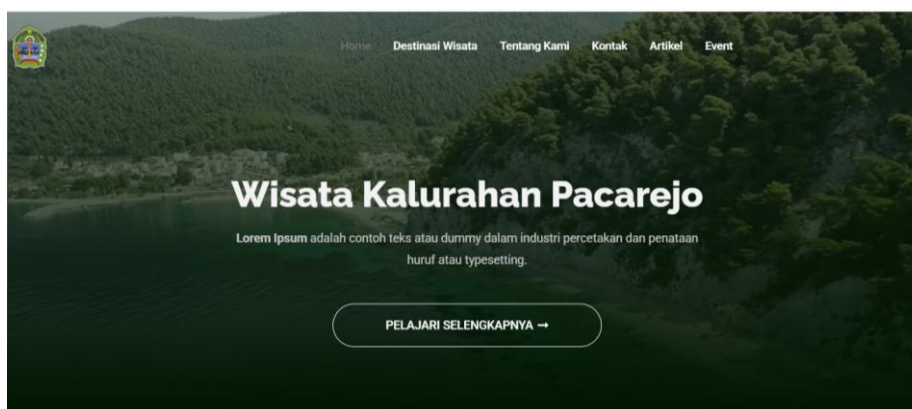 Home Destinasi Wisata Tentang Kami Kontak Artikel Event
Wisata Kalurahan Pacarejo
Lorem Ipsum adalah contoh teks atau dummy dalam industri percetakan dan penataan
huruf atau typesetting.
PELAJARI SELENGKAPNYA →